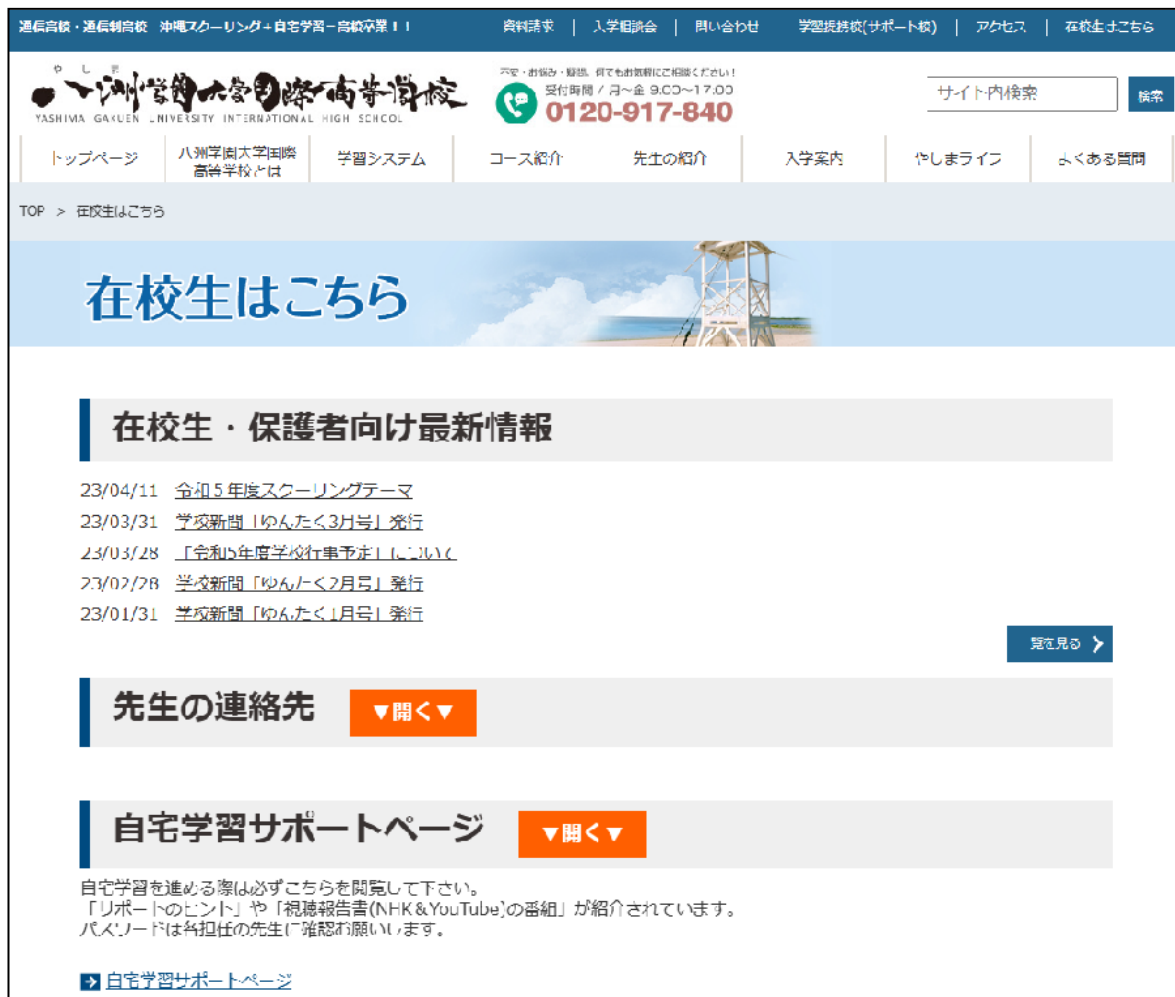 通信高校・通信制高校 沖縄スクーリング+自宅学習=高校卒業!!
資料請求 | 入学相談会 | 問い合わせ 学習提携校(サポート校) | アクセス | 在校生はこちら
やしま
八洲学園大学国際高等学校
YASHIMA GAKUEN UNIVERSITY INTERNATIONAL HIGH SCHOOL
不安・お悩み・疑問、何でもお気軽にご相談ください!
受付時間 / 月～金 9:00～17:00
0120-917-840
サイト内検索
検索
トップページ
八洲学園大学国際
高等学校とは
学習システム
コース紹介
先生の紹介
入学案内
やしまライフ
よくある質問
TOP > 在校生はこちら
在校生はこちら
在校生・保護者向け最新情報
23/04/11 令和5年度スクーリングテーマ
23/03/31 学校新聞「ゆんたく3月号」発行
23/03/28 「令和5年度学校行事予定」について
23/02/28 学校新聞「ゆんたく2月号」発行
23/01/31 学校新聞「ゆんたく1月号」発行
覧を見る
先生の連絡先 ▼開く▼
自宅学習サポートページ ▼開く▼
自宅学習を進める際は必ずこちらを閲覧して下さい。
「リポートのヒント」や「視聴報告書(NHK&YouTube)の番組」が紹介されています。
パスワードは各担任の先生に確認お願いします。
自宅学習サポートページ